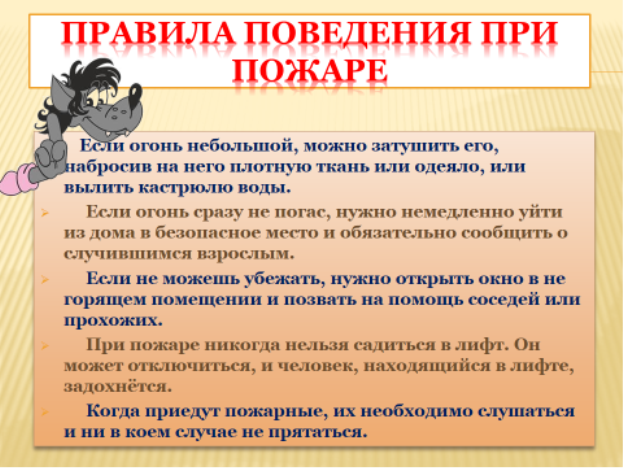 ПРАВИЛА ПОВЕДЕНИЯ ПРИ
ПОЖАРЕ
Если огонь небольшой, можно затушить его,
набросив на него плотную ткань или одеяло, или
вылить кастрюлю воды.
Если огонь сразу не погас, нужно немедленно уйти
из дома в безопасное место и обязательно сообщить о
случившимся взрослым.
Если не можешь убежать, нужно открыть окно в не
горящем помещении и позвать на помощь соседей или
прохожих.
При пожаре никогда нельзя садиться в лифт. Он
может отключиться, и человек, находящийся в лифте,
задохнётся.
Когда приедут пожарные, их необходимо слушаться
и ни в коем случае не прятаться.